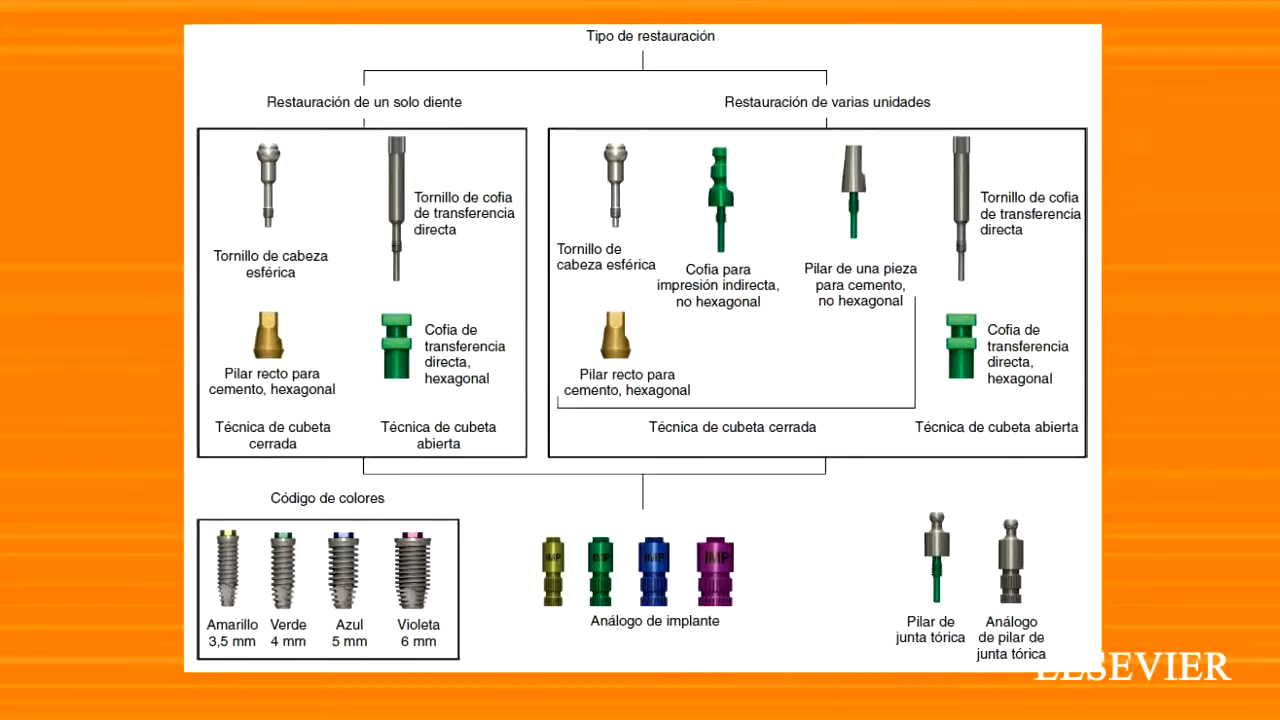 Tipo de restauración
Restauración de un solo diente
Restauración de varias unidades
Tornillo de cabeza
esférica
Tornillo de cofia
de transferencia
directa
Pilar recto para
cemento, hexagonal
Cofia de
transferencia
directa,
hexagonal
Técnica de cubeta
cerrada
Técnica de cubeta
abierta
Tornillo de
cabeza esférica
Cofia para
impresión indirecta,
no hexagonal
Pilar de una pieza
para cemento,
no hexagonal
Tornillo de cofia
de transferencia
directa
Pilar recto para
cemento, hexagonal
Cofia de
transferencia
directa,
hexagonal
Técnica de cubeta cerrada
Técnica de cubeta abierta
Código de colores
Amarillo
3,5 mm
Verde
4 mm
Azul
5 mm
Violeta
6 mm
IMP
IMP
IMP
IMP
Análogo de implante
Pilar de
junta tórica
Análogo
de pilar de
junta tórica
ELSEVIER